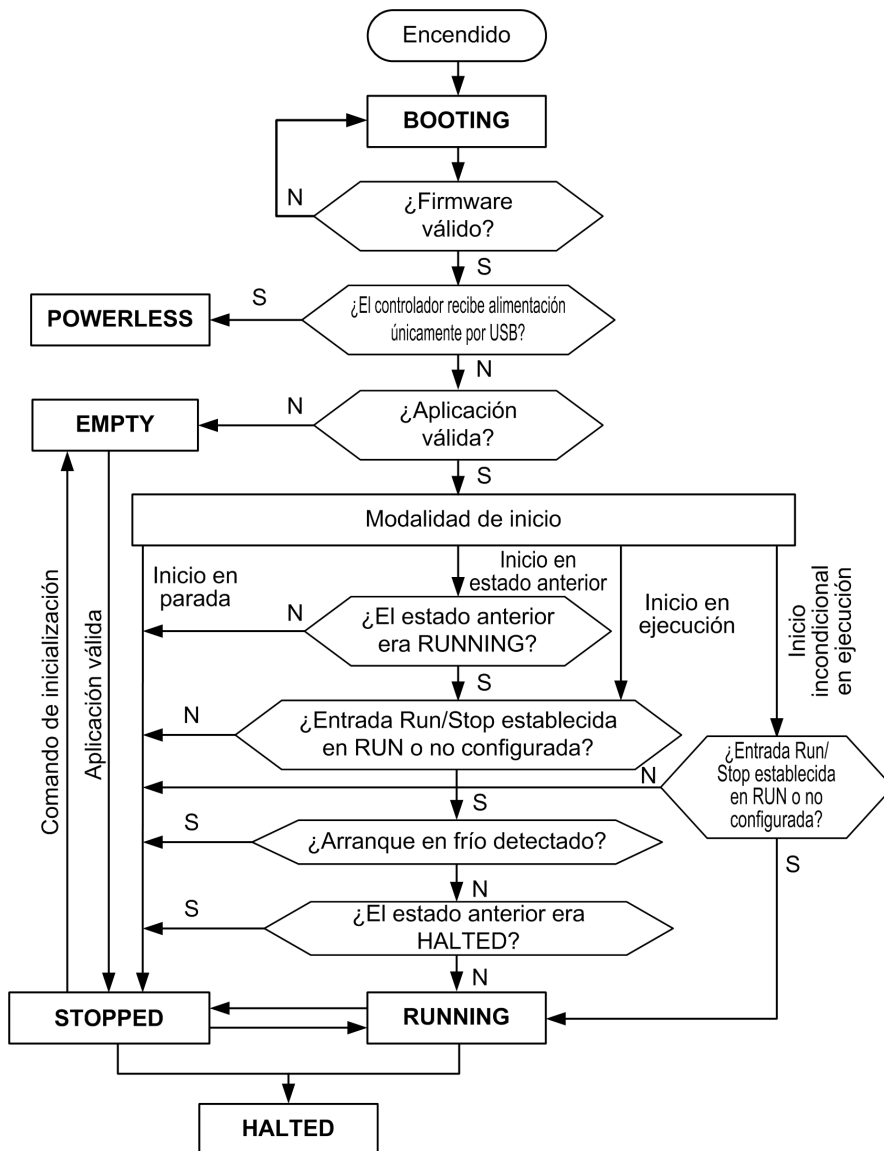 Encendido
BOOTING
N
¿Firmware
válido?
S
S
¿El controlador recibe alimentación
únicamente por USB?
POWERLESS
N
N
¿Aplicación
válida?
EMPTY
S
Modalidad de inicio
Inicio en
parada
Inicio en
estado anterior
Inicio en
ejecución
Inicio
incondicional
en ejecución
Comando de inicialización
Aplicación válida
N
¿El estado anterior
era RUNNING?
S
N
¿Entrada Run/Stop establecida
en RUN o no configurada?
N
¿Entrada Run/
Stop establecida
en RUN o no
configurada?
S
S
¿Arranque en frío detectado?
S
N
S
¿El estado anterior era
HALTED?
N
STOPPED
RUNNING
HALTED